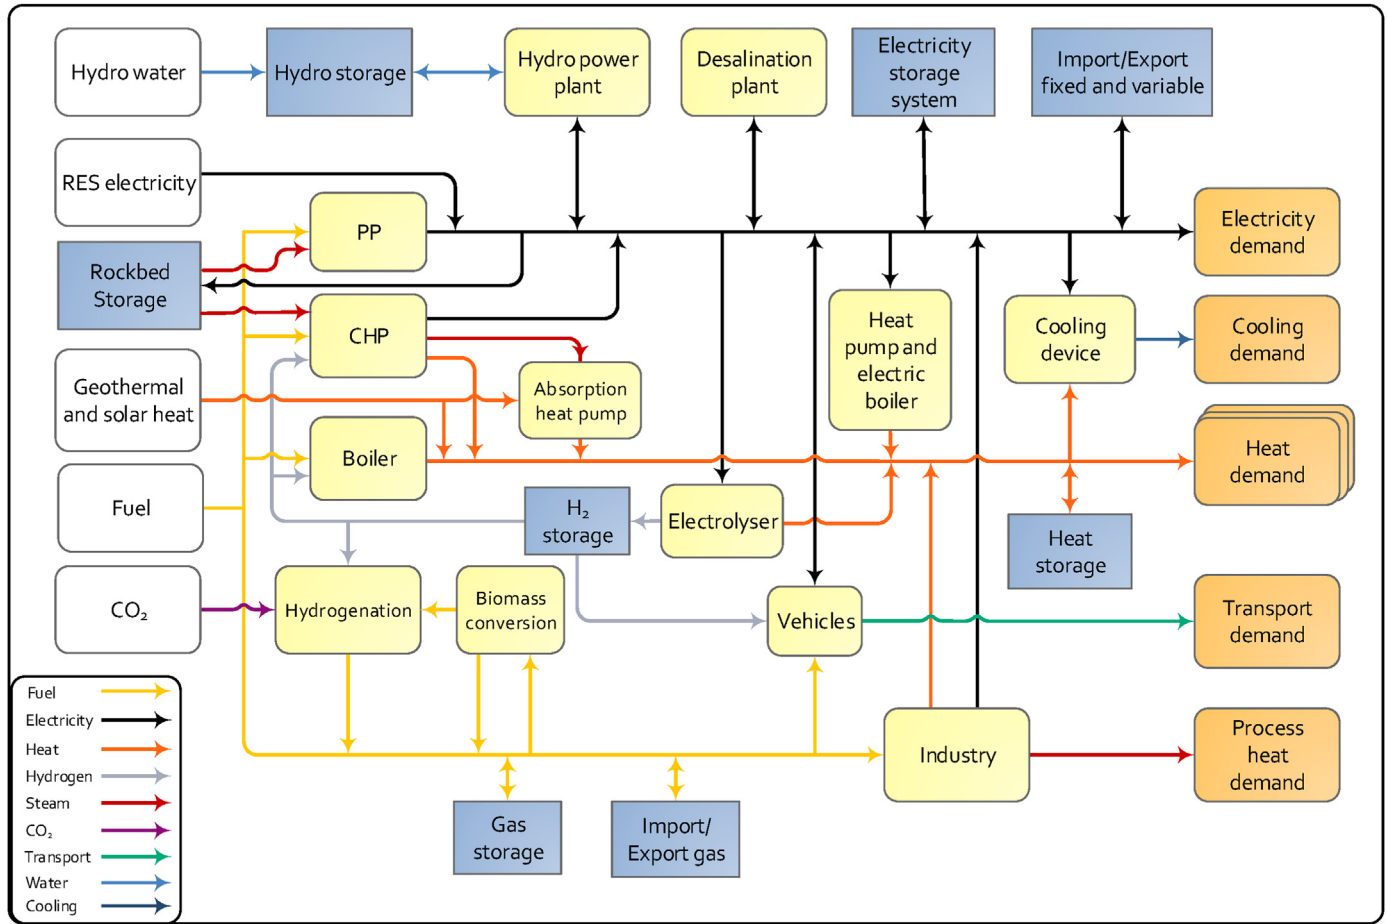 Hydro water
Hydro storage
Hydro power
plant
Desalination
plant
Electricity
storage
system
Import/Export
fixed and variable
RES electricity
PP
Electricity
demand
Rockbed
Storage
CHP
Heat
pump and
electric
boiler
Cooling
device
Cooling
demand
Geothermal
and solar heat
Absorption
heat pump
Boiler
Heat
demand
Fuel
H₂
storage
Electrolyser
Heat
storage
CO₂
Hydrogenation
Biomass
conversion
Vehicles
Transport
demand
Industry
Process
heat
demand
Gas
storage
Import/
Export gas
Fuel
Electricity
Heat
Hydrogen
Steam
CO₂
Transport
Water
Cooling